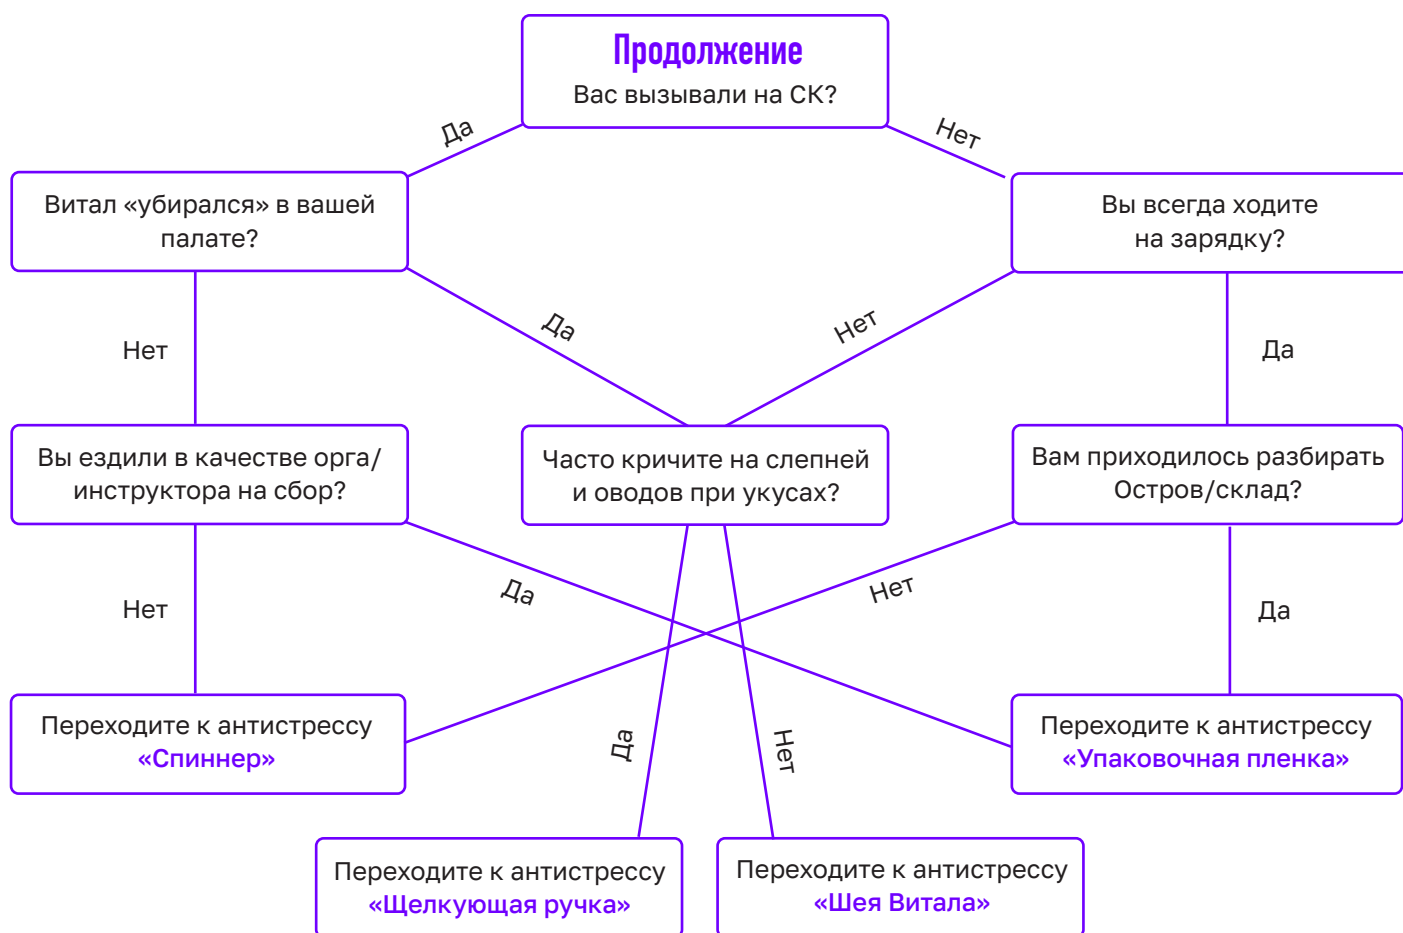 Продолжение
Вас вызывали на СК?
Да
Нет
Витал «убирался» в вашей
палате?
Вы всегда ходите
на зарядку?
Нет
Да
Нет
Да
Вы ездили в качестве орга/
инструктора на сбор?
Часто кричите на слепней
и оводов при укусах?
Вам приходилось разбирать
Остров/склад?
Нет
Да
Да
Нет
Нет
Да
Переходите к антистрессу
«Спиннер»
Переходите к антистрессу
«Упаковочная пленка»
Переходите к антистрессу
«Щелкующая ручка»
Переходите к антистрессу
«Шея Витала»